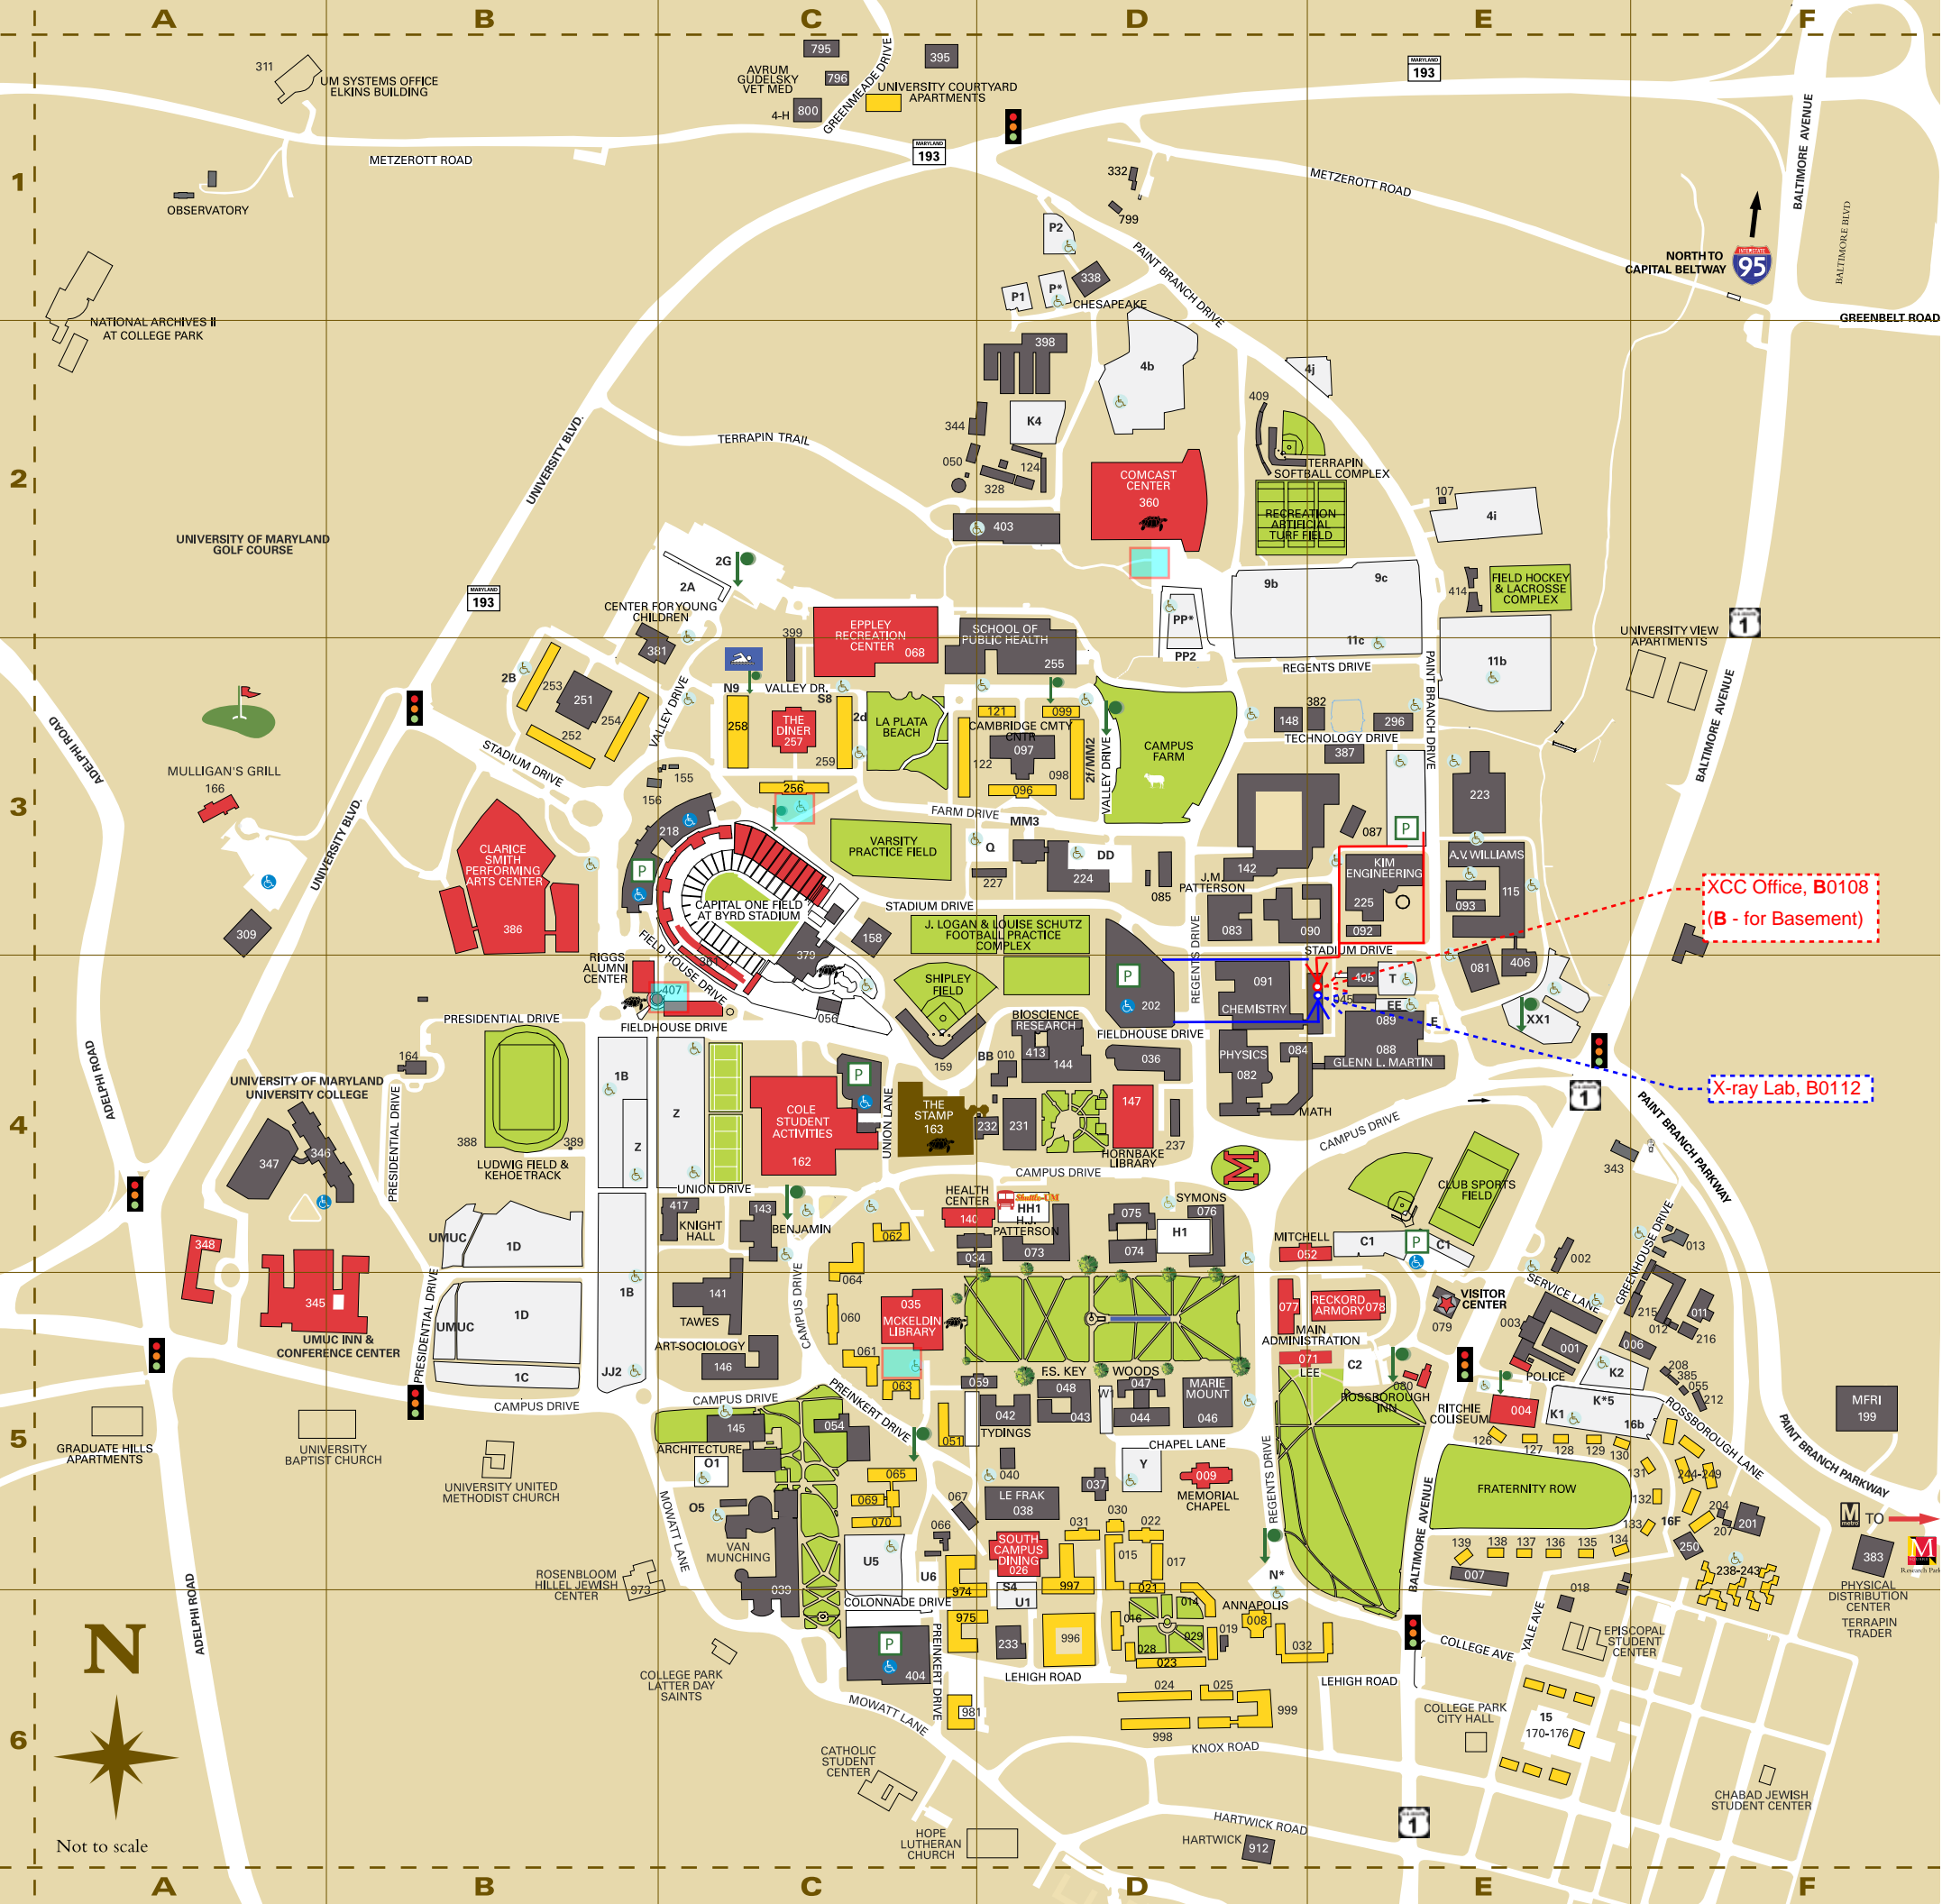 A
B
C
D
E
F
1
2
3
4
5
6
311
UM SYSTEMS OFFICE
ELKINS BUILDING
795
AVRUM
GUDELSKY
VET MED
796
4-H
800
GREENMEADE DRIVE
395
UNIVERSITY COURTYARD
APARTMENTS
MARYLAND
193
MARYLAND
193
METZEROTT ROAD
METZEROTT ROAD
OBSERVATORY
332
799
BALTIMORE AVENUE
BALTIMORE BLVD
NORTH TO
CAPITAL BELTWAY
95
GREENBELT ROAD
NATIONAL ARCHIVES II
AT COLLEGE PARK
P2
P1
P*
338
CHESAPEAKE
PAINT BRANCH DRIVE
398
4b
4j
409
344
K4
050
124
328
TERRAPIN TRAIL
UNIVERSITY BLVD.
COMCAST
CENTER
360
TERRAPIN
SOFTBALL COMPLEX
RECREATION
ARTIFICIAL
TURF FIELD
107
4i
403
UNIVERSITY OF MARYLAND
GOLF COURSE
MARYLAND
193
2G
2A
CENTER FOR YOUNG
CHILDREN
381
399
EPPLEY
RECREATION
CENTER
068
SCHOOL OF
PUBLIC HEALTH
255
PP*
PP2
9b
9c
11c
REGENTS DRIVE
414
FIELD HOCKEY
& LACROSSE
COMPLEX
11b
UNIVERSITY VIEW
APARTMENTS
1
BALTIMORE AVENUE
2B
253
251
254
252
VALLEY DRIVE
N9
VALLEY DR.
S8
258
THE
DINER
257
259
2d
256
LA PLATA
BEACH
121
099
CAMBRIDGE CMTY
CNTR
097
122
098
096
2f/MM2
VALLEY DRIVE
CAMPUS
FARM
148
382
296
TECHNOLOGY DRIVE
387
PAINT BRANCH DRIVE
STADIUM DRIVE
ADELPHI ROAD
MULLIGAN'S GRILL
166
UNIVERSITY BLVD.
309
155
156
218
CLARICE
SMITH
PERFORMING
ARTS CENTER
386
P
FARM DRIVE
MM3
VARSITY
PRACTICE FIELD
Q
227
DD
224
085
142
J.M.
PATTERSON
083
090
087
P
KIM
ENGINEERING
225
092
223
A.V. WILLIAMS
093
115
XCC Office, B0108
(B - for Basement)
CAPITAL ONE FIELD
AT BYRD STADIUM
STADIUM DRIVE
STADIUM DRIVE
379
158
J. LOGAN & LOUISE SCHUTZ
FOOTBALL PRACTICE
COMPLEX
FIELD HOUSE DRIVE
RIGGS
ALUMNI
CENTER
407
056
FIELDHOUSE DRIVE
SHIPLEY
FIELD
159
P
202
REGENTS DRIVE
091
CHEMISTRY
405
T
045
EE
089
F
081
406
XX1
088
GLENN L. MARTIN
BIOSCIENCE
RESEARCH
FIELDHOUSE DRIVE
BB
010
413
144
036
PHYSICS
082
084
MATH
X-ray Lab, B0112
PRESIDENTIAL DRIVE
164
UNIVERSITY OF MARYLAND
UNIVERSITY COLLEGE
347
346
PRESIDENTIAL DRIVE
388
389
LUDWIG FIELD &
KEHOE TRACK
1B
Z
Z
COLE
STUDENT
ACTIVITIES
162
P
UNION LANE
THE
STAMP
163
232
231
147
HORNBAKE
LIBRARY
237
M
CAMPUS DRIVE
CAMPUS DRIVE
1
PAINT BRANCH PARKWAY
343
CLUB SPORTS
FIELD
ADELPHI ROAD
UNION DRIVE
417
KNIGHT
HALL
143
BENJAMIN
062
064
HEALTH
CENTER
140
Shuttle-UM
HH1
H.J.
PATTERSON
073
034
SYMONS
075
076
074
H1
MITCHELL
052
C1
P
C1
002
013
GREENHOUSE DRIVE
SERVICE LANE
348
345
UMUC INN &
CONFERENCE CENTER
UMUC
1D
UMUC
1D
1B
1C
JJ2
PRESIDENTIAL DRIVE
CAMPUS DRIVE
141
TAWES
ART-SOCIOLOGY
146
CAMPUS DRIVE
CAMPUS DRIVE
060
061
063
035
MCKELDIN
LIBRARY
077
RECKORD
ARMORY
078
MAIN
ADMINISTRATION
071
LEE
C2
VISITOR
CENTER
079
080
ROSSBOROUGH
INN
003
001
POLICE
215
011
012
216
006
208
385
055
212
K2
K*5
K1
16b
RITCHIE
COLISEUM
004
ROSSBOROUGH LANE
MFRI
199
PAINT BRANCH PARKWAY
GRADUATE HILLS
APARTMENTS
UNIVERSITY
BAPTIST CHURCH
UNIVERSITY UNITED
METHODIST CHURCH
145
ARCHITECTURE
054
PREINKERT DRIVE
051
059
F.S. KEY
048
042
043
TYDINGS
W1
WOODS
047
044
MARIE
MOUNT
046
CHAPEL LANE
O1
O5
VAN
MUNCHING
039
065
069
070
067
066
040
LE FRAK
038
037
Y
009
MEMORIAL
CHAPEL
REGENTS DRIVE
BALTIMORE AVENUE
FRATERNITY ROW
126
127
128
129
130
131
132
133
134
135
136
137
138
139
007
244-249
16F
204
207
201
250
238-243
M
metro
TO
383
M
Research Park
PHYSICAL
DISTRIBUTION
CENTER
TERRAPIN
TRADER
ROSENBLOOM
HILLEL JEWISH
CENTER
973
MOWATT LANE
U5
U6
COLONNADE DRIVE
P
404
PREINKERT DRIVE
974
975
981
SOUTH
CAMPUS
DINING
026
S4
U1
031
030
022
015
017
997
021
014
016
028
029
023
019
996
233
LEHIGH ROAD
N*
ANNAPOLIS
008
032
024
025
998
999
LEHIGH ROAD
KNOX ROAD
018
YALE AVE
COLLEGE AVE
EPISCOPAL
STUDENT
CENTER
COLLEGE PARK
CITY HALL
15
170-176
N
Not to scale
ADELPHI ROAD
COLLEGE PARK
LATTER DAY
SAINTS
MOWATT LANE
CATHOLIC
STUDENT
CENTER
HOPE
LUTHERAN
CHURCH
HARTWICK ROAD
HARTWICK
912
1
CHABAD JEWISH
STUDENT CENTER
A
B
C
D
E
F